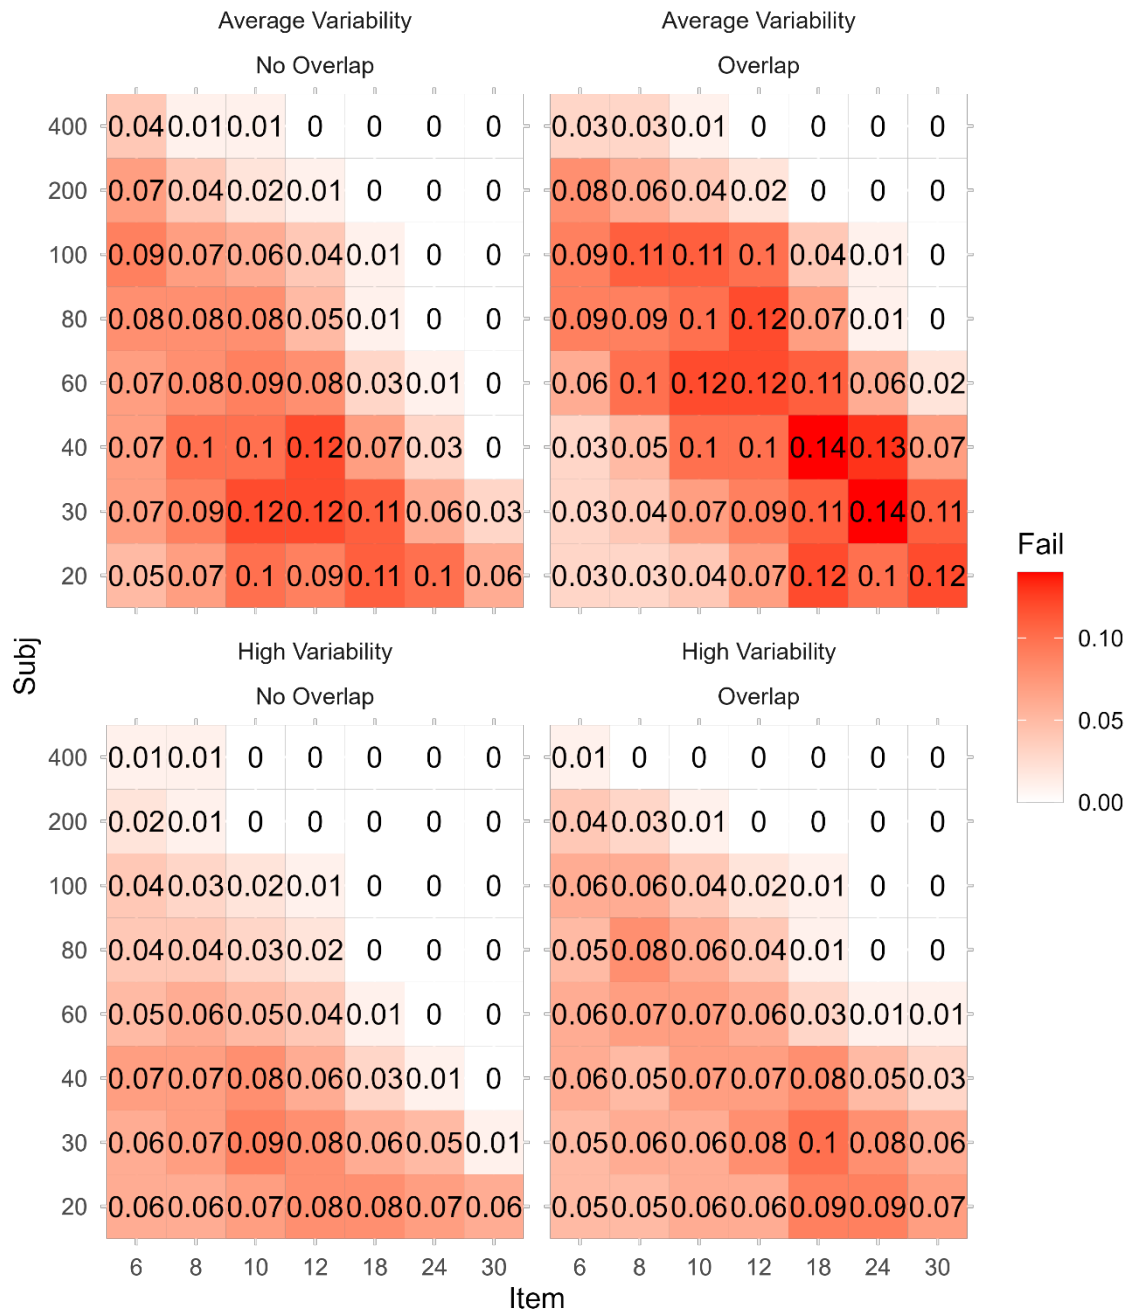 Average Variability Average Variability
No Overlap Overlap
400 0.04 0.01 0.01 0 0 0 0 0.03 0.03 0.01 0 0 0 0
200 0.07 0.04 0.02 0.01 0 0 0 0.08 0.06 0.04 0.02 0 0 0
100 0.09 0.07 0.06 0.04 0.01 0 0 0.09 0.11 0.11 0.1 0.04 0.01 0
80 0.08 0.08 0.08 0.05 0.01 0 0 0.09 0.09 0.1 0.12 0.07 0.01 0
60 0.07 0.08 0.09 0.08 0.03 0.01 0 0.06 0.1 0.12 0.12 0.11 0.06 0.02
40 0.07 0.1 0.1 0.12 0.07 0.03 0 0.03 0.05 0.1 0.1 0.14 0.13 0.07
30 0.07 0.09 0.12 0.12 0.11 0.06 0.03 0.03 0.04 0.07 0.09 0.11 0.14 0.11
20 0.05 0.07 0.1 0.09 0.11 0.1 0.06 0.03 0.03 0.04 0.07 0.12 0.1 0.12
Fail
0.10
0.05
0.00
Subj
High Variability High Variability
No Overlap Overlap
400 0.01 0.01 0 0 0 0 0 0.01 0 0 0 0 0 0
200 0.02 0.01 0 0 0 0 0 0.04 0.03 0.01 0 0 0 0
100 0.04 0.03 0.02 0.01 0 0 0 0.06 0.06 0.04 0.02 0.01 0 0
80 0.04 0.04 0.03 0.02 0 0 0 0.05 0.08 0.06 0.04 0.01 0 0
60 0.05 0.06 0.05 0.04 0.01 0 0 0.06 0.07 0.07 0.06 0.03 0.01 0.01
40 0.07 0.07 0.08 0.06 0.03 0.01 0 0.06 0.05 0.07 0.07 0.08 0.05 0.03
30 0.06 0.07 0.09 0.08 0.06 0.05 0.01 0.05 0.06 0.06 0.08 0.1 0.08 0.06
20 0.06 0.06 0.07 0.08 0.08 0.07 0.06 0.05 0.05 0.06 0.06 0.09 0.09 0.07
6 8 10 12 18 24 30 6 8 10 12 18 24 30
Item